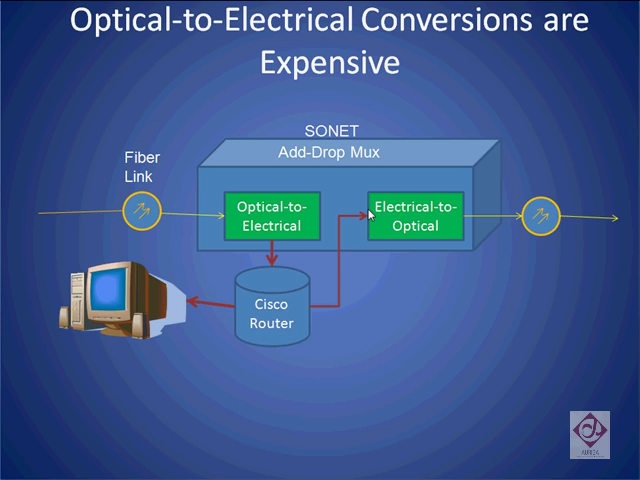 Optical-to-Electrical Conversions are
Expensive
SONET
Add-Drop Mux
Fiber
Link
Optical-to-
Electrical
Electrical-to-
Optical
Cisco
Router